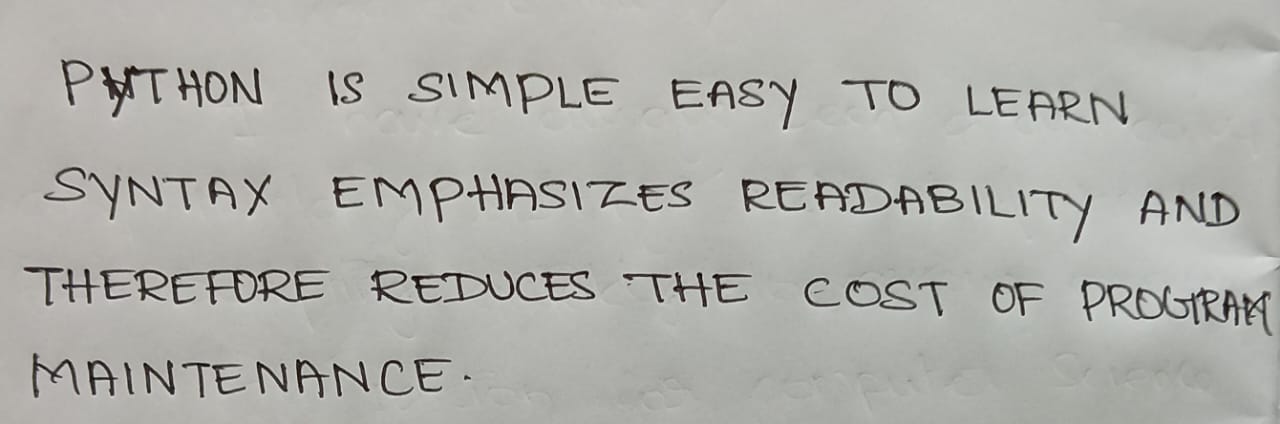 PYTHON IS SIMPLE EASY TO LEARN
SYNTAX EMPHASIZES READABILITY AND
THEREFORE REDUCES THE COST OF PROGRAM
MAINTENANCE.